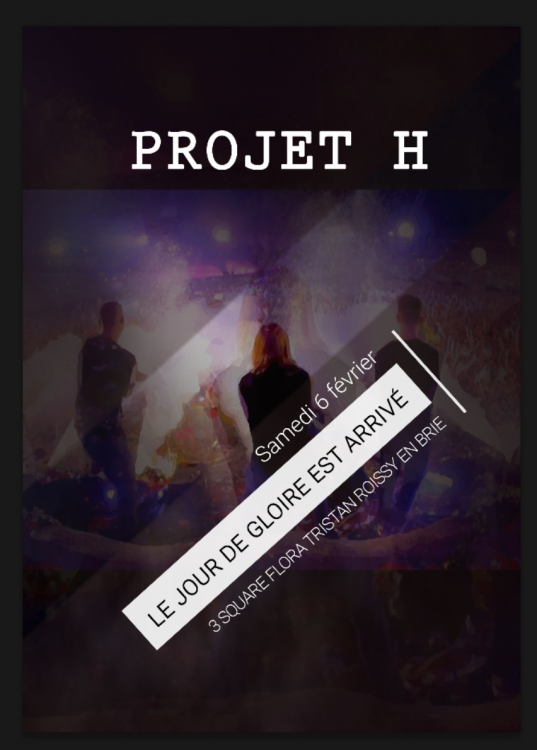 PROJET H
Samedi 6 février
LE JOUR DE GLOIRE EST ARRIVÉ
3 SQUARE FLORA TRISTAN ROISSY EN BRIE